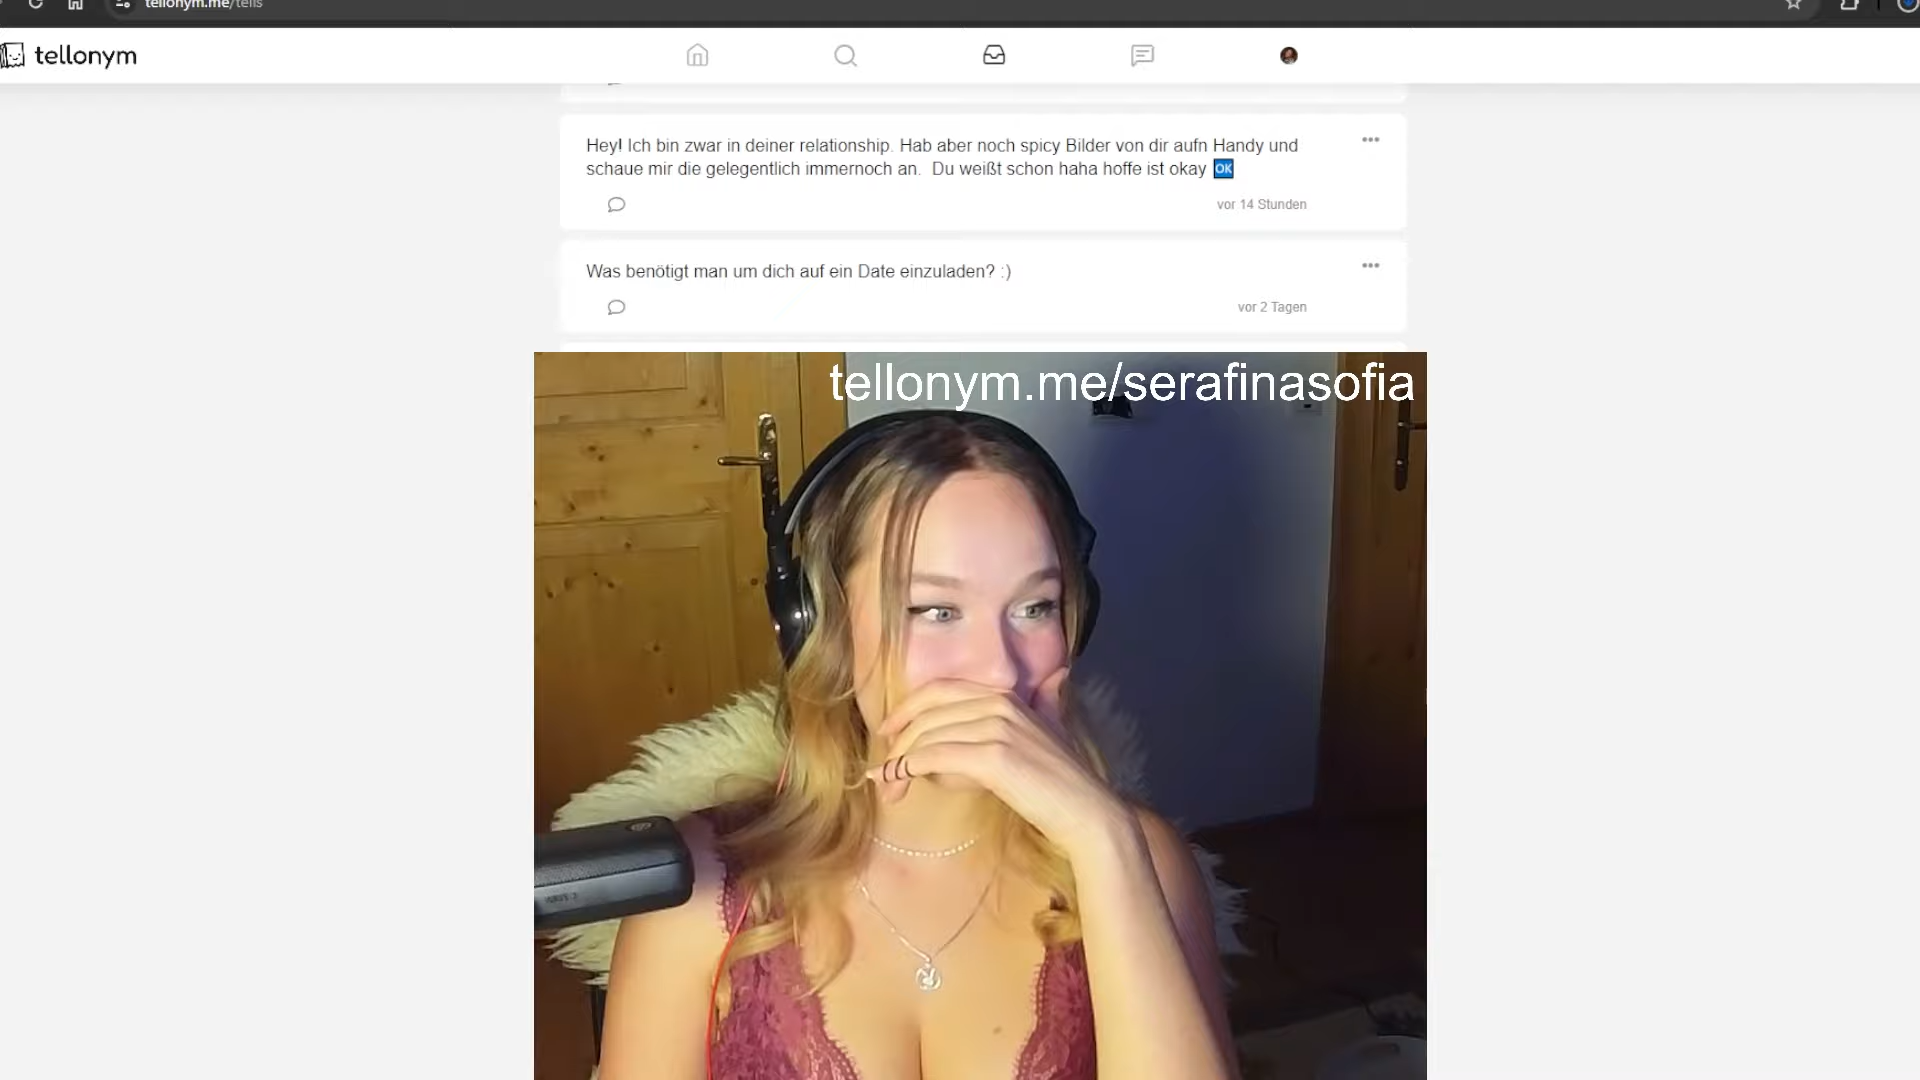 tellonym.me/tells
tellonym
Hey! Ich bin zwar in deiner relationship. Hab aber noch spicy Bilder von dir aufn Handy und
schaue mir die gelegentlich immernoch an.  Du weißt schon haha hoffe ist okay 🆗
vor 14 Stunden
Was benötigt man um dich auf ein Date einzuladen? :)
vor 2 Tagen
tellonym.me/serafinasofia